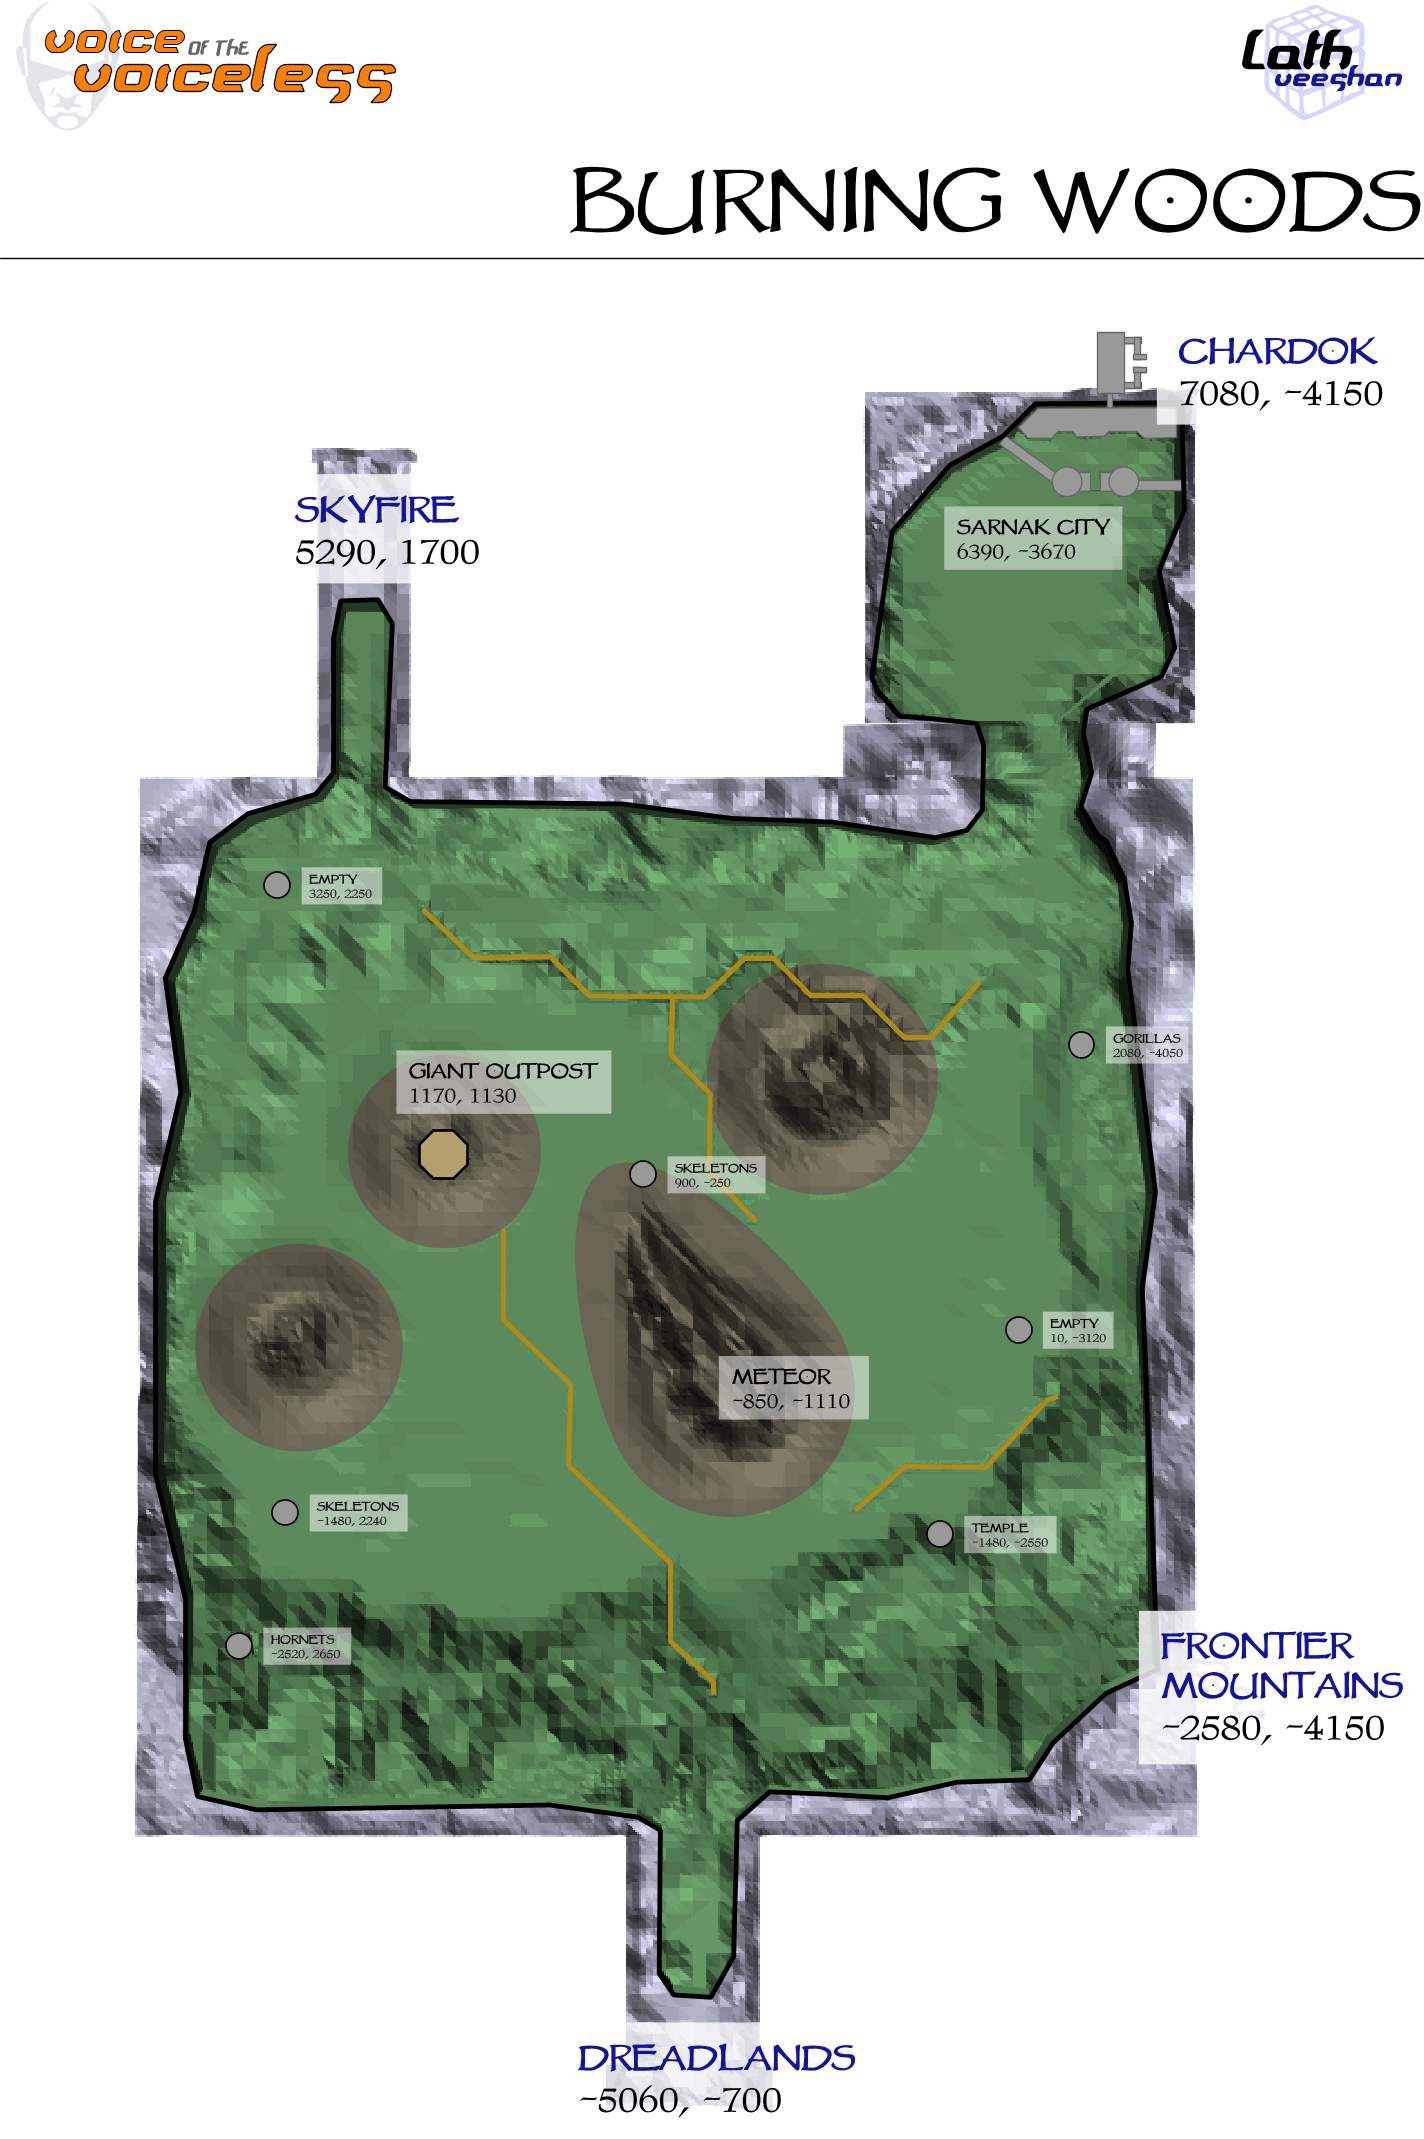 voice OF THE
voiceless
Lath
veeshan
BURNING WOODS
CHARDOK
7080, -4150
SKYFIRE
5290, 1700
SARNAK CITY
6390, -3670
EMPTY
3250, 2250
GORILLAS
2080, -4050
GIANT OUTPOST
1170, 1130
SKELETONS
900, -250
EMPTY
10, -3120
METEOR
-850, -1110
SKELETONS
-1480, 2240
TEMPLE
-1480, -2550
HORNETS
-2520, 2650
FRONTIER
MOUNTAINS
-2580, -4150
DREADLANDS
-5060, -700